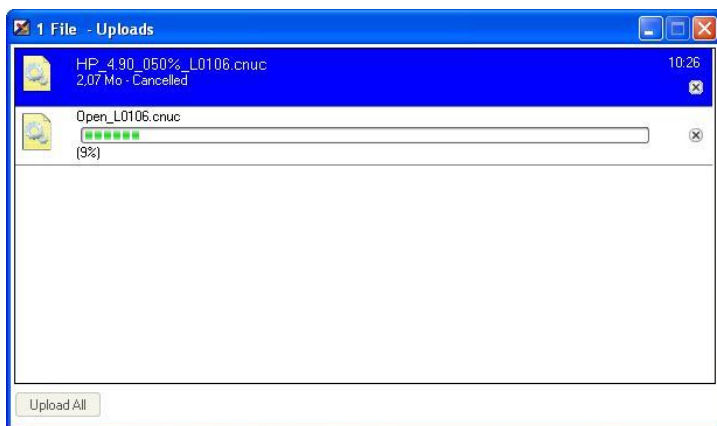 1 File - Uploads
HP_4.90_050%_L0106.cnuc
10:26
2,07 Mo - Cancelled
Open_L0106.cnuc
(9%)
Upload All